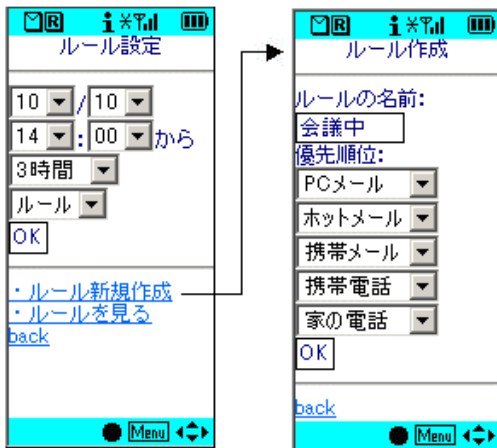 ルール設定
10 / 10
14 : 00 から
3時間
ルール
OK
・ルール新規作成
・ルールを見る
back
Menu
ルール作成
ルールの名前:
会議中
優先順位:
PCメール
ホットメール
携帯メール
携帯電話
家の電話
OK
back
Menu